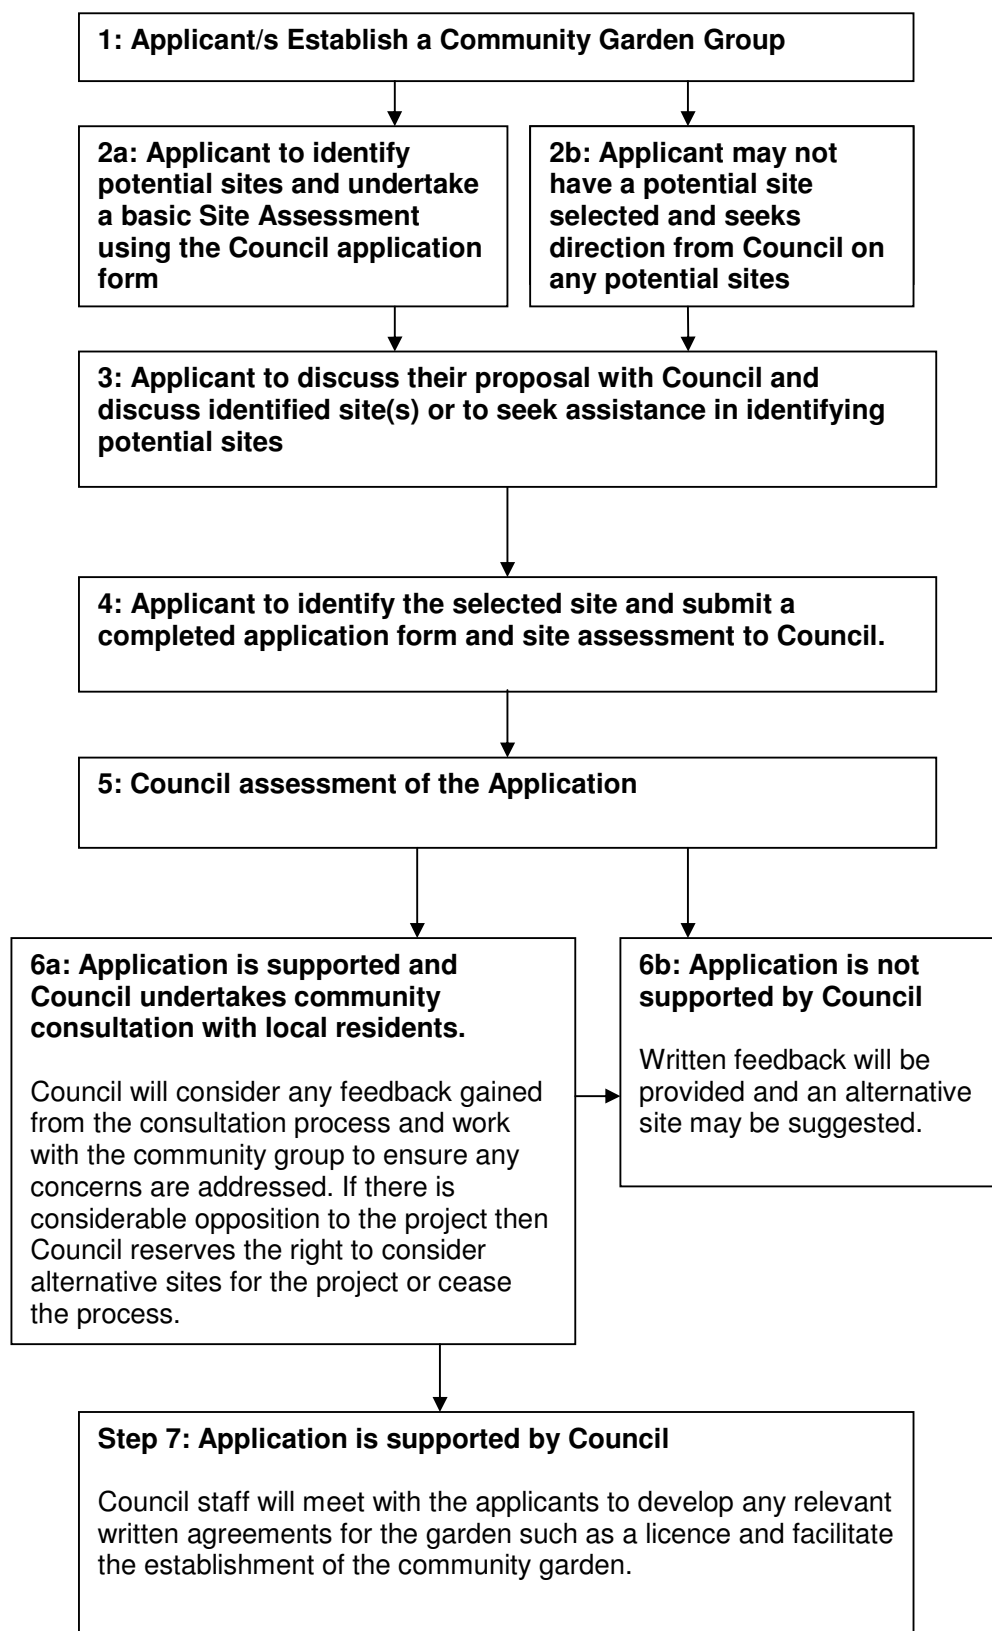 1: Applicant/s Establish a Community Garden Group
2a: Applicant to identify
potential sites and undertake
a basic Site Assessment
using the Council application
form
2b: Applicant may not
have a potential site
selected and seeks
direction from Council on
any potential sites
3: Applicant to discuss their proposal with Council and
discuss identified site(s) or to seek assistance in identifying
potential sites
4: Applicant to identify the selected site and submit a
completed application form and site assessment to Council.
5: Council assessment of the Application
6a: Application is supported and
Council undertakes community
consultation with local residents.
Council will consider any feedback gained
from the consultation process and work
with the community group to ensure any
concerns are addressed. If there is
considerable opposition to the project then
Council reserves the right to consider
alternative sites for the project or cease
the process.
6b: Application is not
supported by Council
Written feedback will be
provided and an alternative
site may be suggested.
Step 7: Application is supported by Council
Council staff will meet with the applicants to develop any relevant
written agreements for the garden such as a licence and facilitate
the establishment of the community garden.